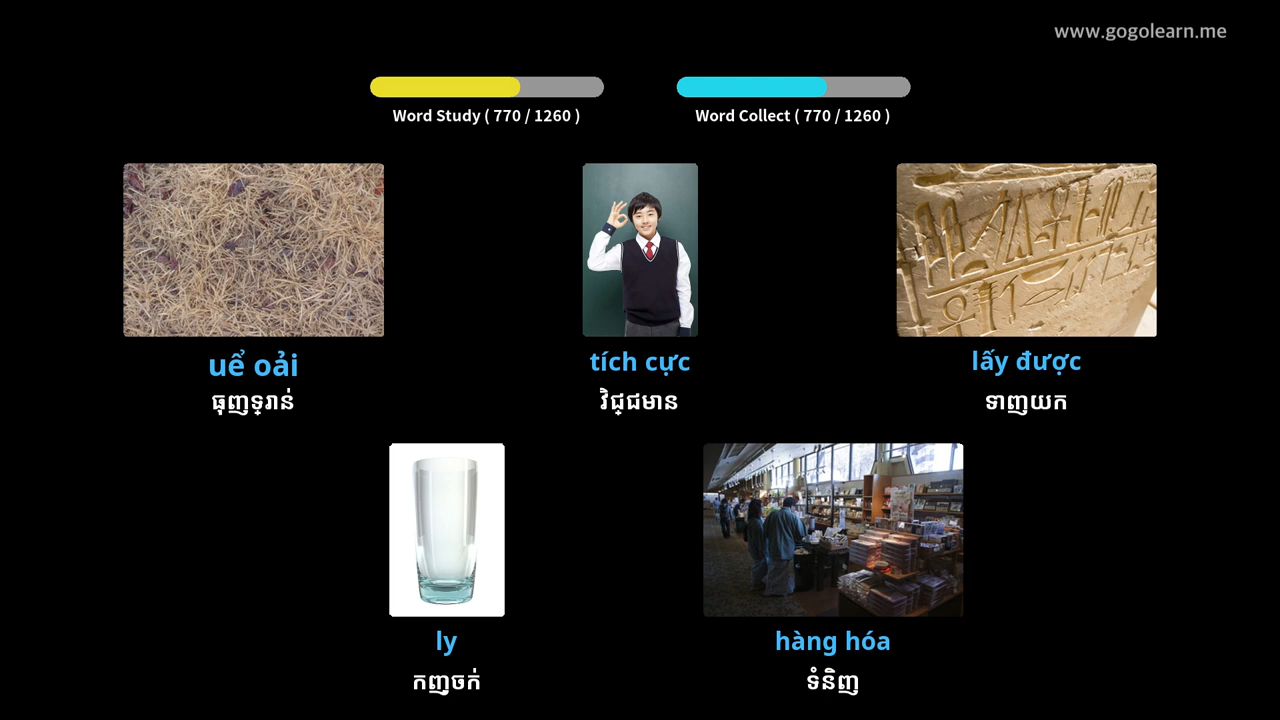 www.gogolearn.me
Word Study ( 770 / 1260 )
Word Collect ( 770 / 1260 )
uể oải
ធុញទ្រាន់
tích cực
វិជ្ជមាន
lấy được
ទាញយក
ly
កញ្ចក់
hàng hóa
ទំនិញ